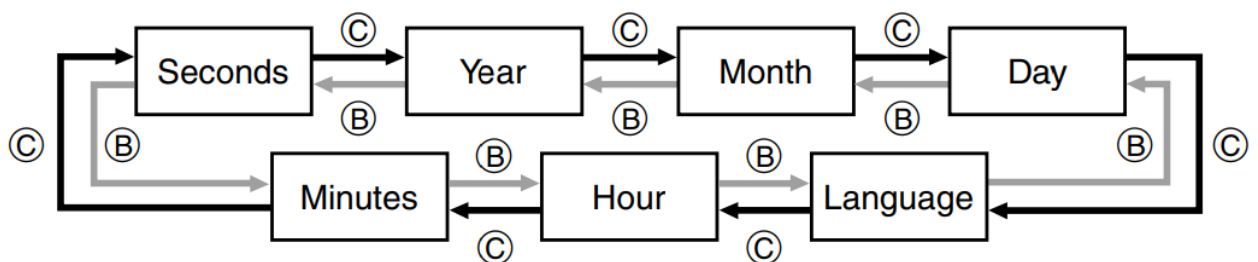 Ⓒ Ⓒ Ⓒ
Seconds Year Month Day
Ⓑ Ⓑ Ⓑ
Ⓒ Ⓑ Ⓑ Ⓑ Ⓑ Ⓒ
Minutes Hour Language
Ⓒ Ⓒ